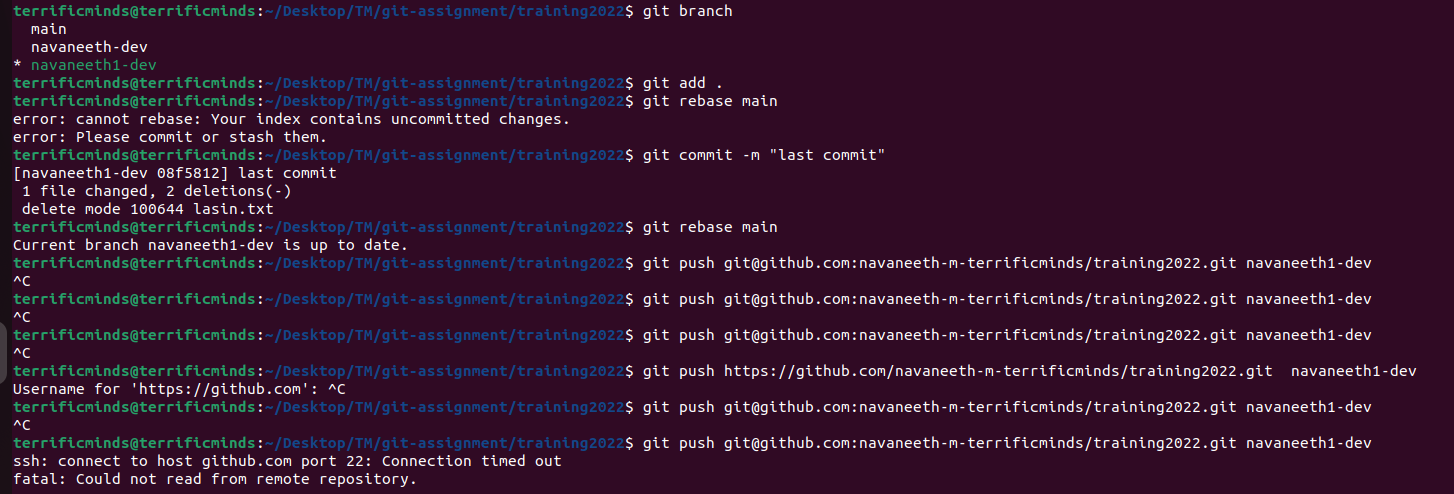 terrificminds@terrificminds:~/Desktop/TM/git-assignment/training2022$ git branch
  main
  navaneeth-dev
* navaneeth1-dev
terrificminds@terrificminds:~/Desktop/TM/git-assignment/training2022$ git add .
terrificminds@terrificminds:~/Desktop/TM/git-assignment/training2022$ git rebase main
error: cannot rebase: Your index contains uncommitted changes.
error: Please commit or stash them.
terrificminds@terrificminds:~/Desktop/TM/git-assignment/training2022$ git commit -m "last commit"
[navaneeth1-dev 08f5812] last commit
 1 file changed, 2 deletions(-)
 delete mode 100644 lasin.txt
terrificminds@terrificminds:~/Desktop/TM/git-assignment/training2022$ git rebase main
Current branch navaneeth1-dev is up to date.
terrificminds@terrificminds:~/Desktop/TM/git-assignment/training2022$ git push git@github.com:navaneeth-m-terrificminds/training2022.git navaneeth1-dev
^C
terrificminds@terrificminds:~/Desktop/TM/git-assignment/training2022$ git push git@github.com:navaneeth-m-terrificminds/training2022.git navaneeth1-dev
^C
terrificminds@terrificminds:~/Desktop/TM/git-assignment/training2022$ git push git@github.com:navaneeth-m-terrificminds/training2022.git navaneeth1-dev
^C
terrificminds@terrificminds:~/Desktop/TM/git-assignment/training2022$ git push https://github.com/navaneeth-m-terrificminds/training2022.git  navaneeth1-dev
Username for 'https://github.com': ^C
terrificminds@terrificminds:~/Desktop/TM/git-assignment/training2022$ git push git@github.com:navaneeth-m-terrificminds/training2022.git navaneeth1-dev
^C
terrificminds@terrificminds:~/Desktop/TM/git-assignment/training2022$ git push git@github.com:navaneeth-m-terrificminds/training2022.git navaneeth1-dev
ssh: connect to host github.com port 22: Connection timed out
fatal: Could not read from remote repository.